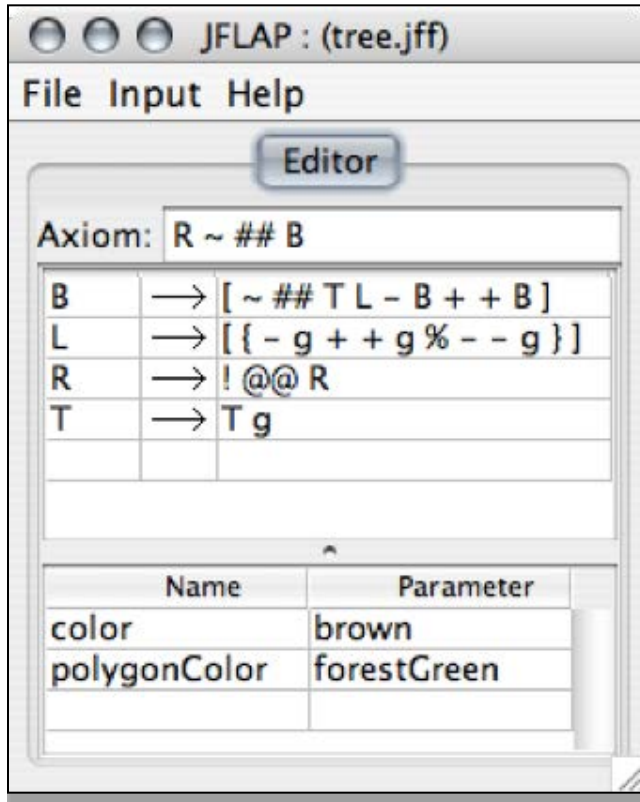 JFLAP : (tree.jff)
File Input Help
Editor
Axiom: R ~ ## B
B → [ ~ ## T L - B + + B ]
L → [ { - g + + g % - - g } ]
R → ! @@ R
T → T g
Name Parameter
color brown
polygonColor forestGreen